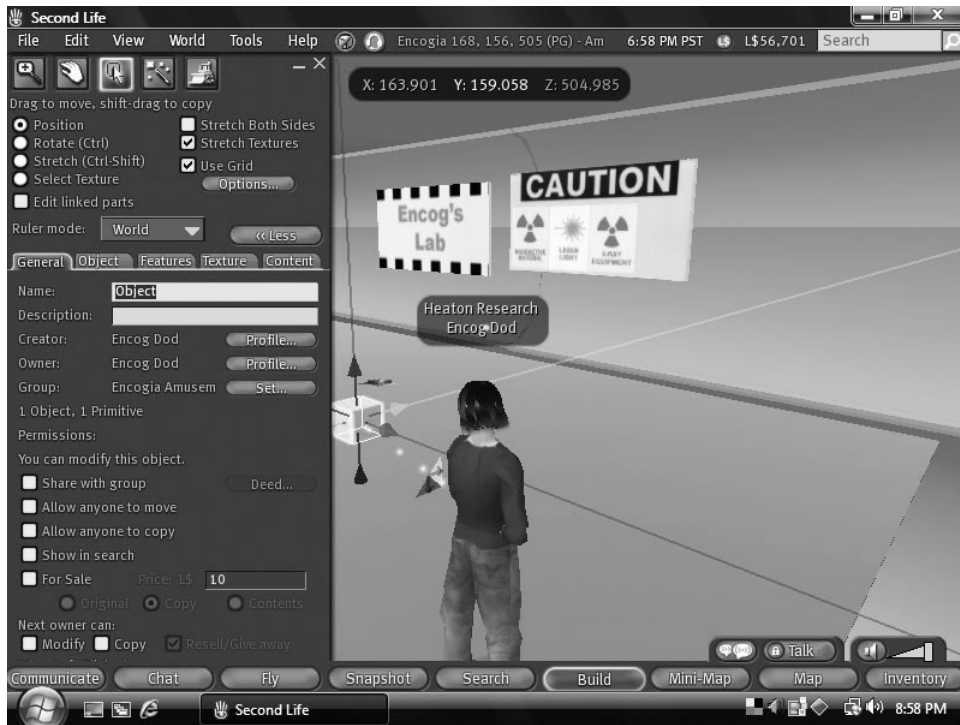 Second Life
File Edit View World Tools Help Encogia 168, 156, 505 (PG) - Am 6:58 PM PST L$ L$56,701 Search
X: 163.901 Y: 159.058 Z: 504.985
Drag to move, shift-drag to copy
Position Stretch Both Sides
Rotate (Ctrl) Stretch Textures
Stretch (Ctrl-Shift) Use Grid
Select Texture Options...
Edit linked parts
Ruler mode: World << Less
General Object Features Texture Content
Name: Object
Description:
Creator: Encog Dod Profile...
Owner: Encog Dod Profile...
Group: Encogia Amusem Set...
1 Object, 1 Primitive
Permissions:
You can modify this object.
Share with group Deed...
Allow anyone to move
Allow anyone to copy
Show in search
For Sale Price: L$ 10
Original Copy Contents
Next owner can:
Modify Copy Resell/Give away
Encog's
Lab
CAUTION
RADIOACTIVE
MATERIAL
LASER
LIGHT
X-RAY
EQUIPMENT
Heaton Research
Encog Dod
Talk
Communicate Chat Fly Snapshot Search Build Mini-Map Map Inventory
Second Life 8:58 PM